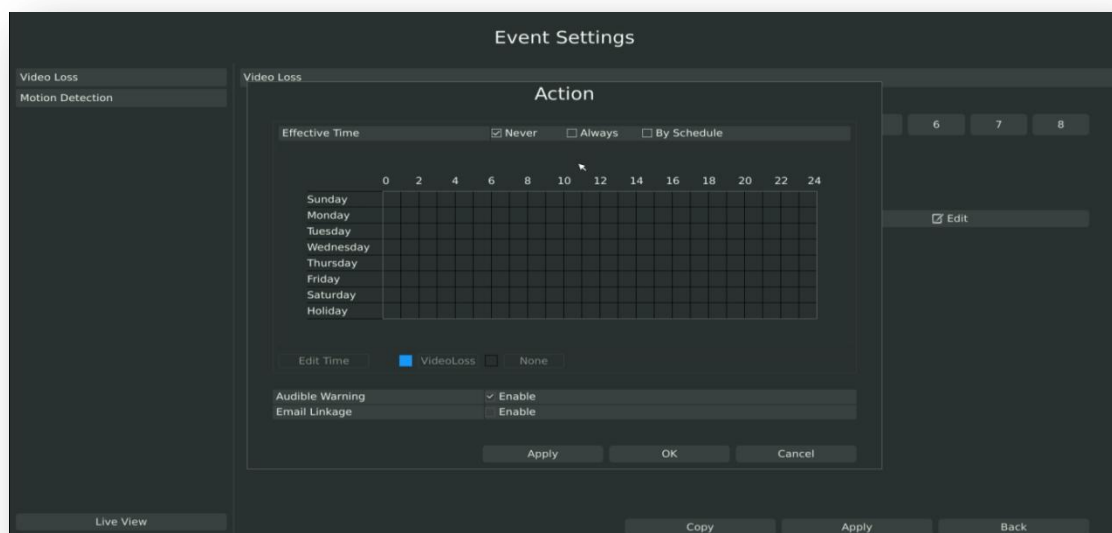 Event Settings
Video Loss
Motion Detection
Video Loss
Action
Effective Time Never Always By Schedule
0 2 4 6 8 10 12 14 16 18 20 22 24
Sunday
Monday
Tuesday
Wednesday
Thursday
Friday
Saturday
Holiday
Edit Time VideoLoss None
Audible Warning Enable
Email Linkage Enable
Apply OK Cancel
6 7 8
Edit
Live View
Copy Apply Back